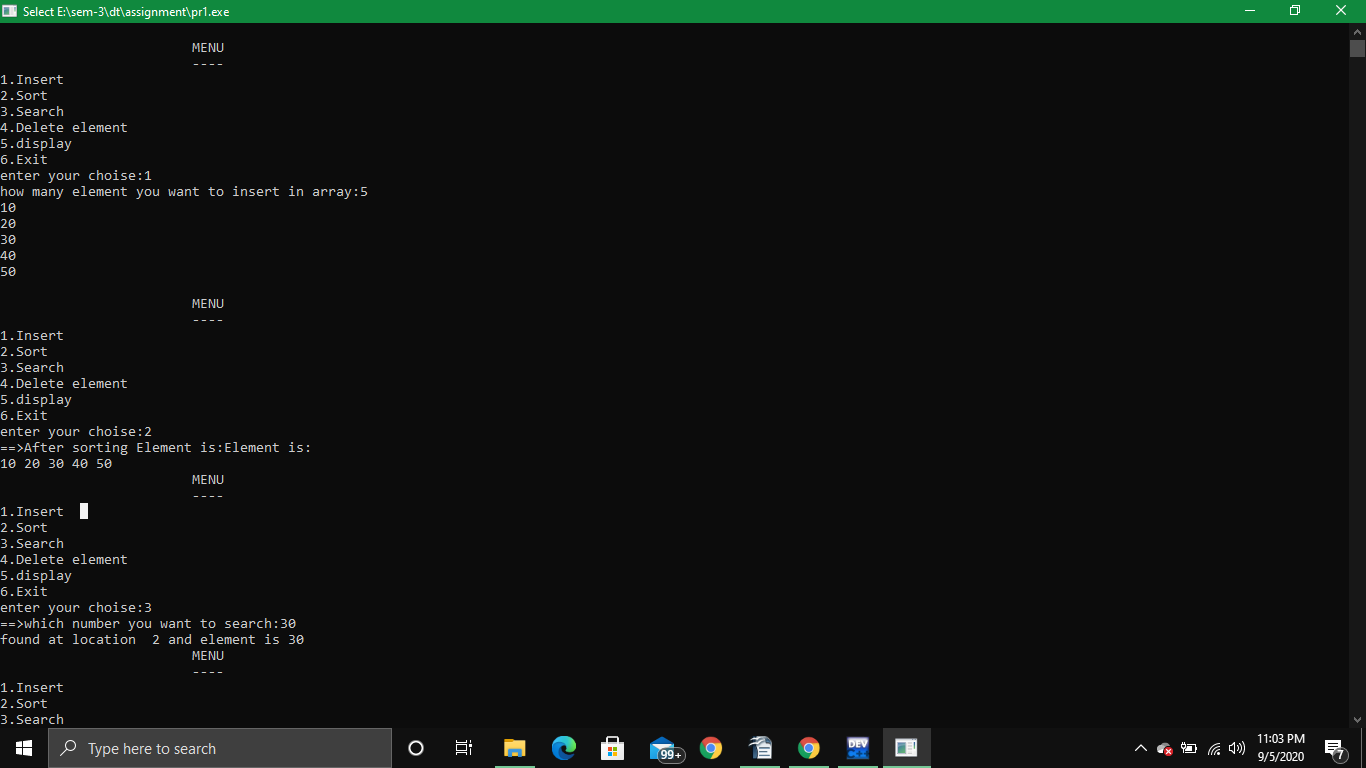 Select E:\sem-3\dt\assignment\pr1.exe
MENU
----
1.Insert
2.Sort
3.Search
4.Delete element
5.display
6.Exit
enter your choise:1
how many element you want to insert in array:5
10
20
30
40
50
MENU
----
1.Insert
2.Sort
3.Search
4.Delete element
5.display
6.Exit
enter your choise:2
==>After sorting Element is:Element is:
10 20 30 40 50
MENU
----
1.Insert
2.Sort
3.Search
4.Delete element
5.display
6.Exit
enter your choise:3
==>which number you want to search:30
found at location  2 and element is 30
MENU
----
1.Insert
2.Sort
3.Search
Type here to search
99+
DEV
11:03 PM
9/5/2020
7